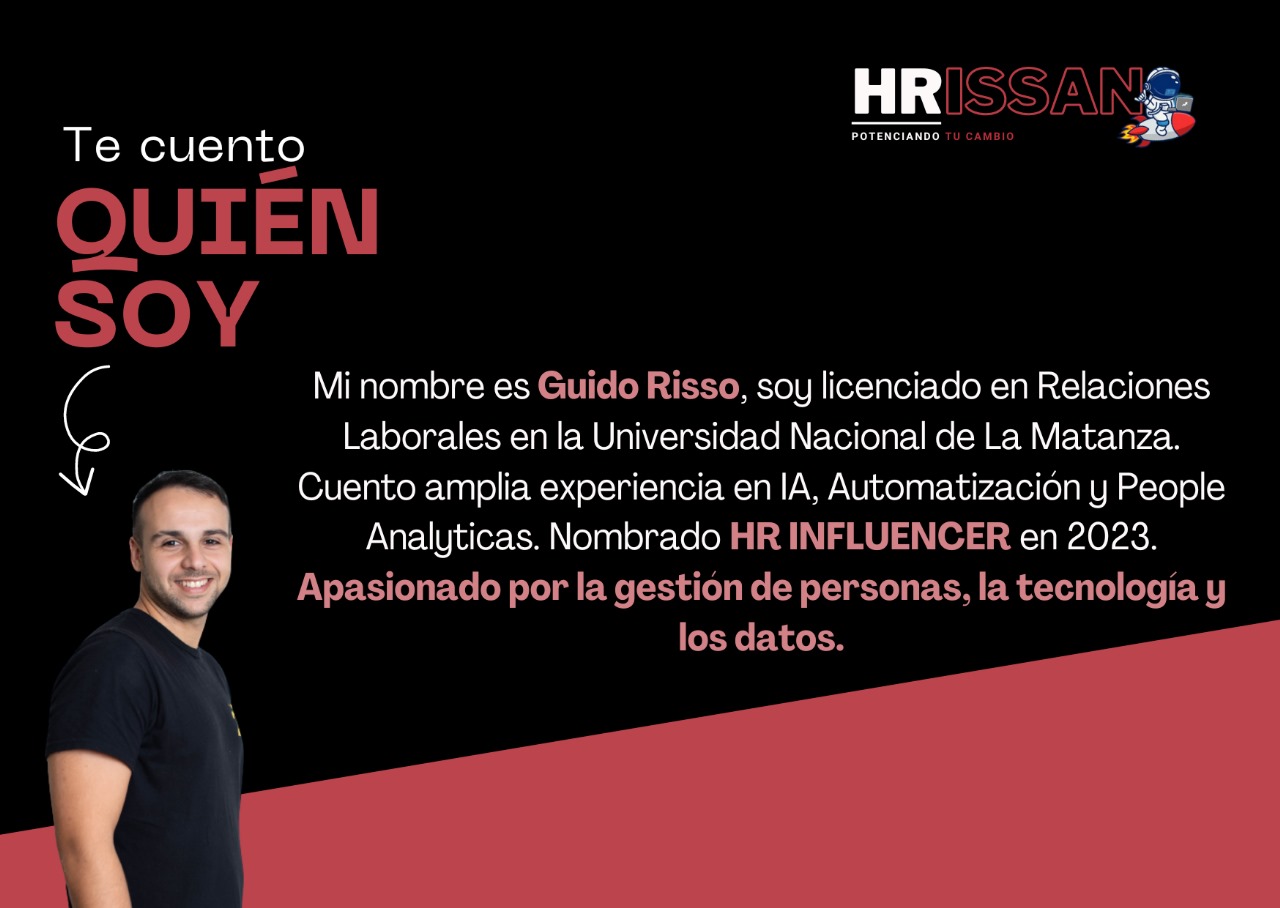 HRISSAN
POTENCIANDO TU CAMBIO
Te cuento
QUIÉN
SOY
Mi nombre es Guido Risso, soy licenciado en Relaciones
Laborales en la Universidad Nacional de La Matanza.
Cuento amplia experiencia en IA, Automatización y People
Analyticas. Nombrado HR INFLUENCER en 2023.
Apasionado por la gestión de personas, la tecnología y
los datos.